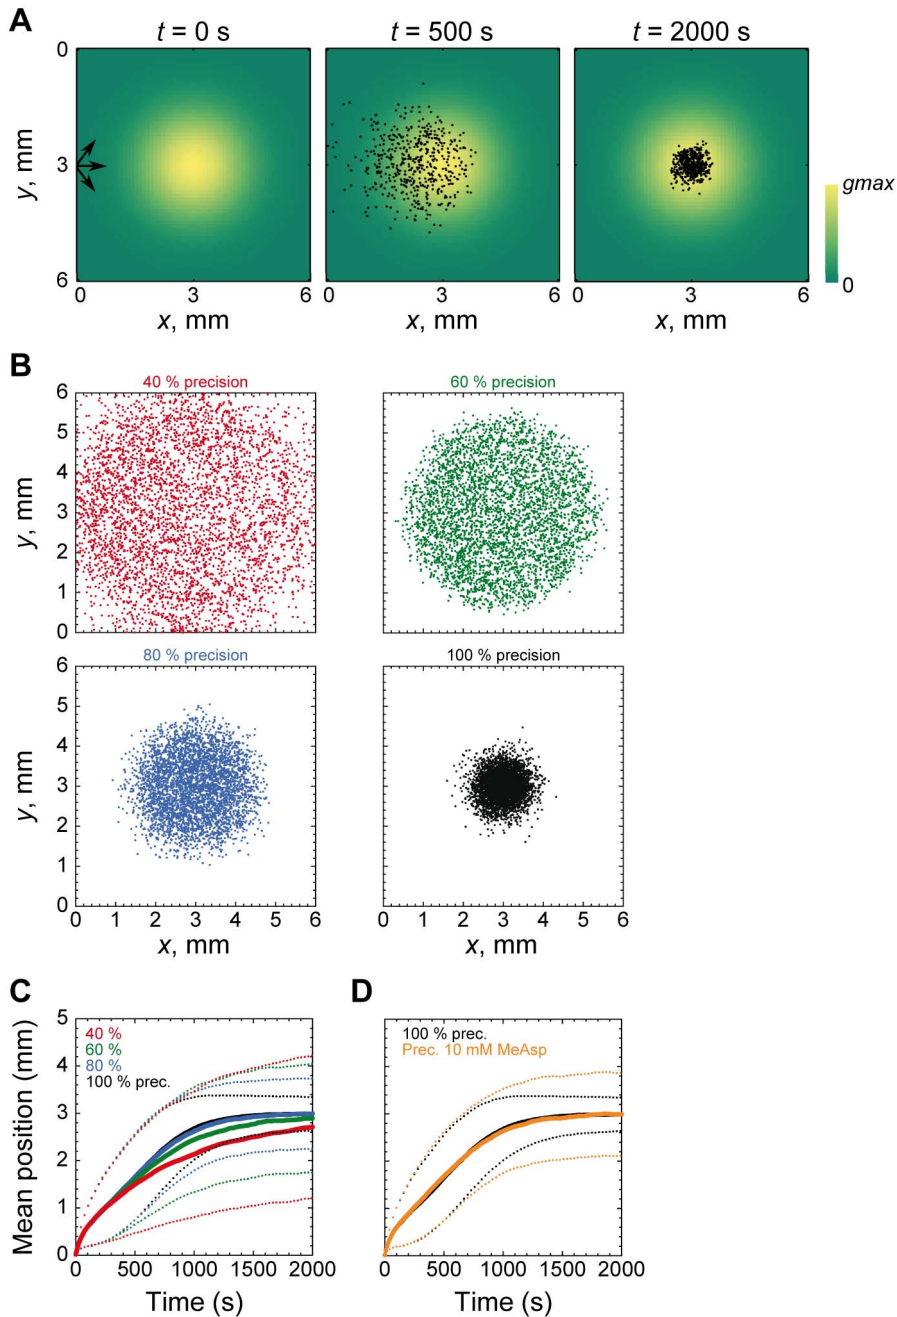 A
t = 0 s
t = 500 s
t = 2000 s
0
3
6
y, mm
0
3
6
0
3
6
0
3
6
x, mm
x, mm
x, mm
gmax
0
B
40 % precision
60 % precision
6
5
4
3
2
1
0
y, mm
80 % precision
100 % precision
6
5
4
3
2
1
0
y, mm
0 1 2 3 4 5 6
0 1 2 3 4 5 6
x, mm
x, mm
C
5
4
3
2
1
0
Mean position (mm)
40 %
60 %
80 %
100 % prec.
0 500 1000 1500 2000
Time (s)
D
100 % prec.
Prec. 10 mM MeAsp
0 500 1000 1500 2000
Time (s)